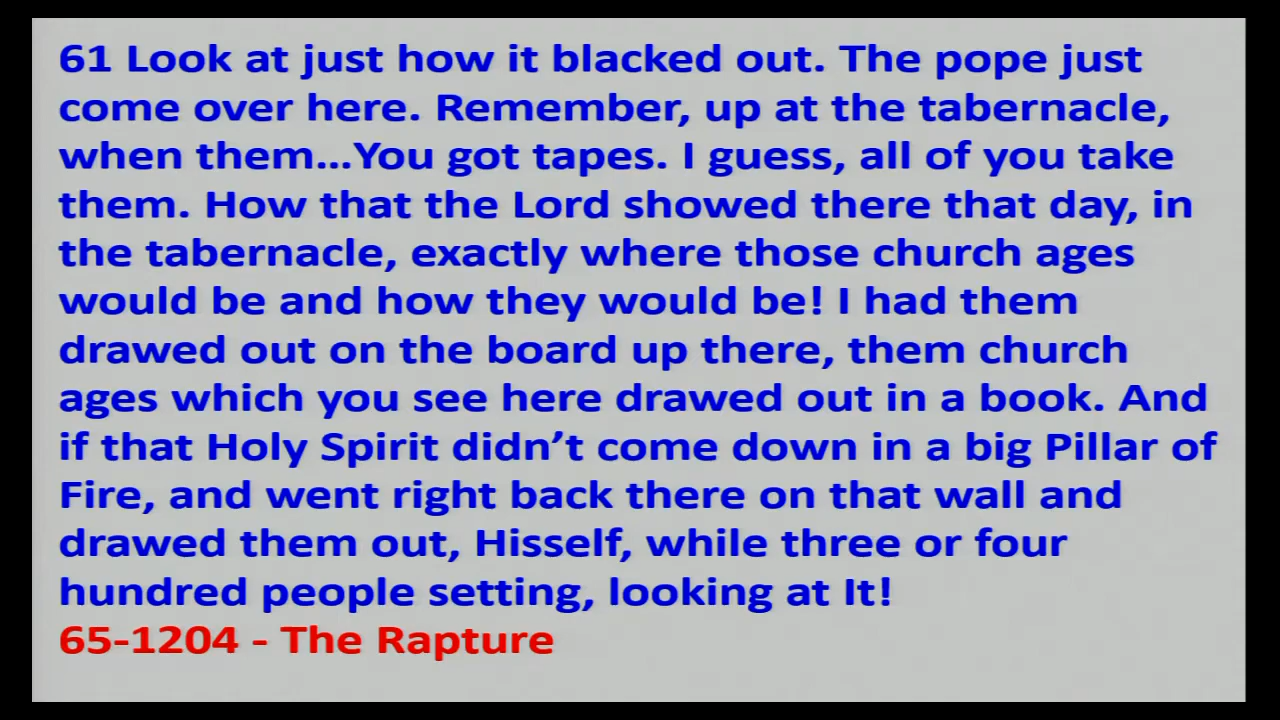 61 Look at just how it blacked out. The pope just
come over here. Remember, up at the tabernacle,
when them...You got tapes. I guess, all of you take
them. How that the Lord showed there that day, in
the tabernacle, exactly where those church ages
would be and how they would be! I had them
drawed out on the board up there, them church
ages which you see here drawed out in a book. And
if that Holy Spirit didn’t come down in a big Pillar of
Fire, and went right back there on that wall and
drawed them out, Hisself, while three or four
hundred people setting, looking at It!
65-1204 - The Rapture